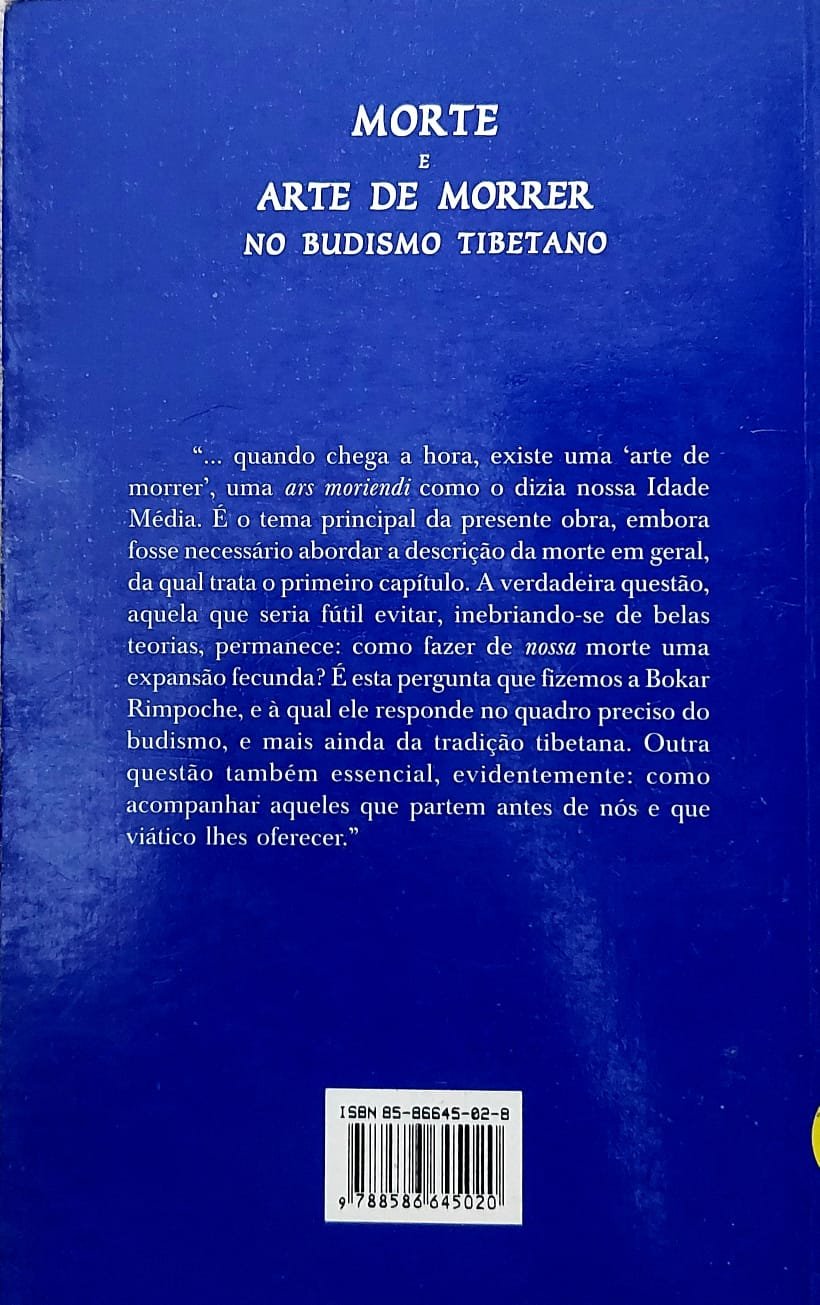 MORTE
E
ARTE DE MORRER
NO BUDISMO TIBETANO
“... quando chega a hora, existe uma ‘arte de
morrer’, uma ars moriendi como o dizia nossa Idade
Média. É o tema principal da presente obra, embora
fosse necessário abordar a descrição da morte em geral,
da qual trata o primeiro capítulo. A verdadeira questão,
aquela que seria fútil evitar, inebriando-se de belas
teorias, permanece: como fazer de nossa morte uma
expansão fecunda? É esta pergunta que fizemos a Bokar
Rimpoche, e à qual ele responde no quadro preciso do
budismo, e mais ainda da tradição tibetana. Outra
questão também essencial, evidentemente: como
acompanhar aqueles que partem antes de nós e que
viático lhes oferecer.”
ISBN 85-86645-02-8
9 788586 645020